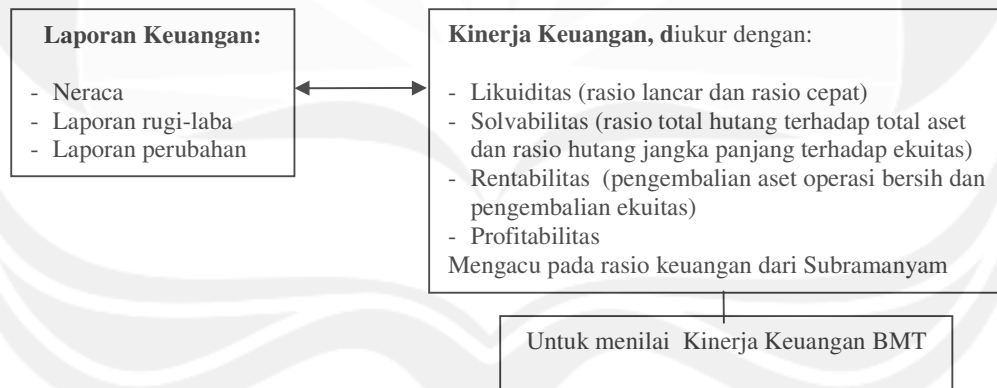 Laporan Keuangan:
- Neraca
- Laporan rugi-laba
- Laporan perubahan
Kinerja Keuangan, diukur dengan:
- Likuiditas (rasio lancar dan rasio cepat)
- Solvabilitas (rasio total hutang terhadap total aset
dan rasio hutang jangka panjang terhadap ekuitas)
- Rentabilitas (pengembalian aset operasi bersih dan
pengembalian ekuitas)
- Profitabilitas
Mengacu pada rasio keuangan dari Subramanyam
Untuk menilai Kinerja Keuangan BMT